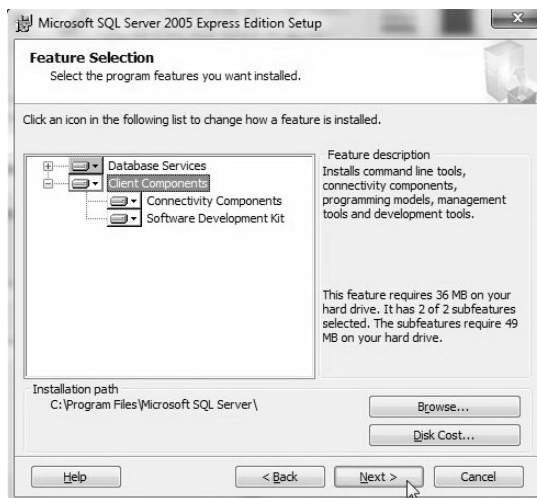 Microsoft SQL Server 2005 Express Edition Setup
Feature Selection
Select the program features you want installed.
Click an icon in the following list to change how a feature is installed.
Database Services
Client Components
Connectivity Components
Software Development Kit
Feature description
Installs command line tools,
connectivity components,
programming models, management
tools and development tools.
This feature requires 36 MB on your
hard drive. It has 2 of 2 subfeatures
selected. The subfeatures require 49
MB on your hard drive.
Installation path
C:\Program Files\Microsoft SQL Server\
Browse...
Disk Cost...
Help
< Back
Next >
Cancel